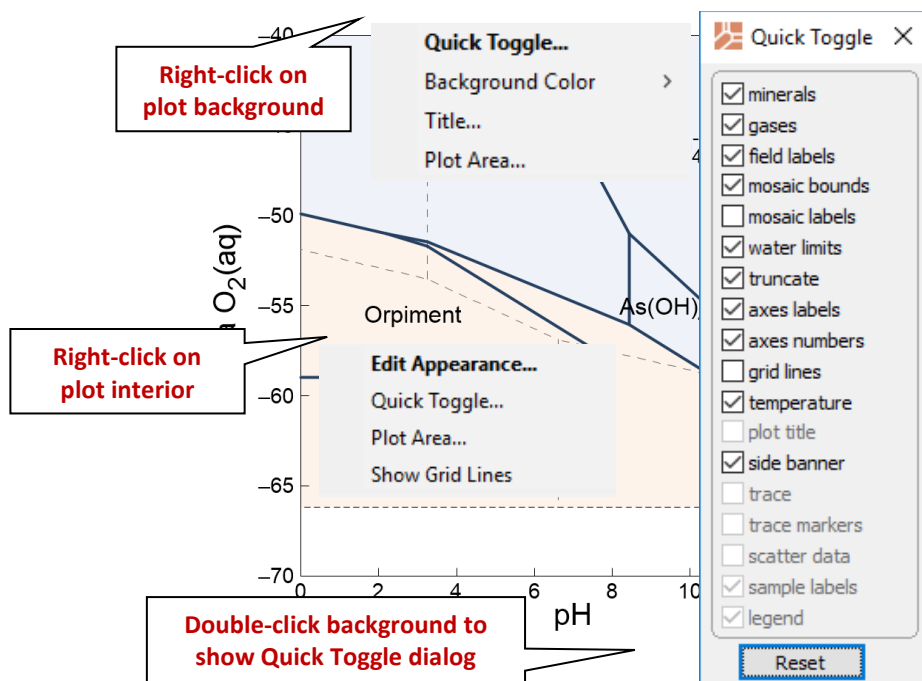 –40
Right-click on
plot background
Quick Toggle...
Background Color
Title...
Plot Area...
4
–50
–55
–60
–65
–70
a O2(aq)
Orpiment
As(OH)
Right-click on
plot interior
Edit Appearance...
Quick Toggle...
Plot Area...
Show Grid Lines
0 2 4 6 8 10
pH
Double-click background to
show Quick Toggle dialog
Quick Toggle
minerals
gases
field labels
mosaic bounds
mosaic labels
water limits
truncate
axes labels
axes numbers
grid lines
temperature
plot title
side banner
trace
trace markers
scatter data
sample labels
legend
Reset